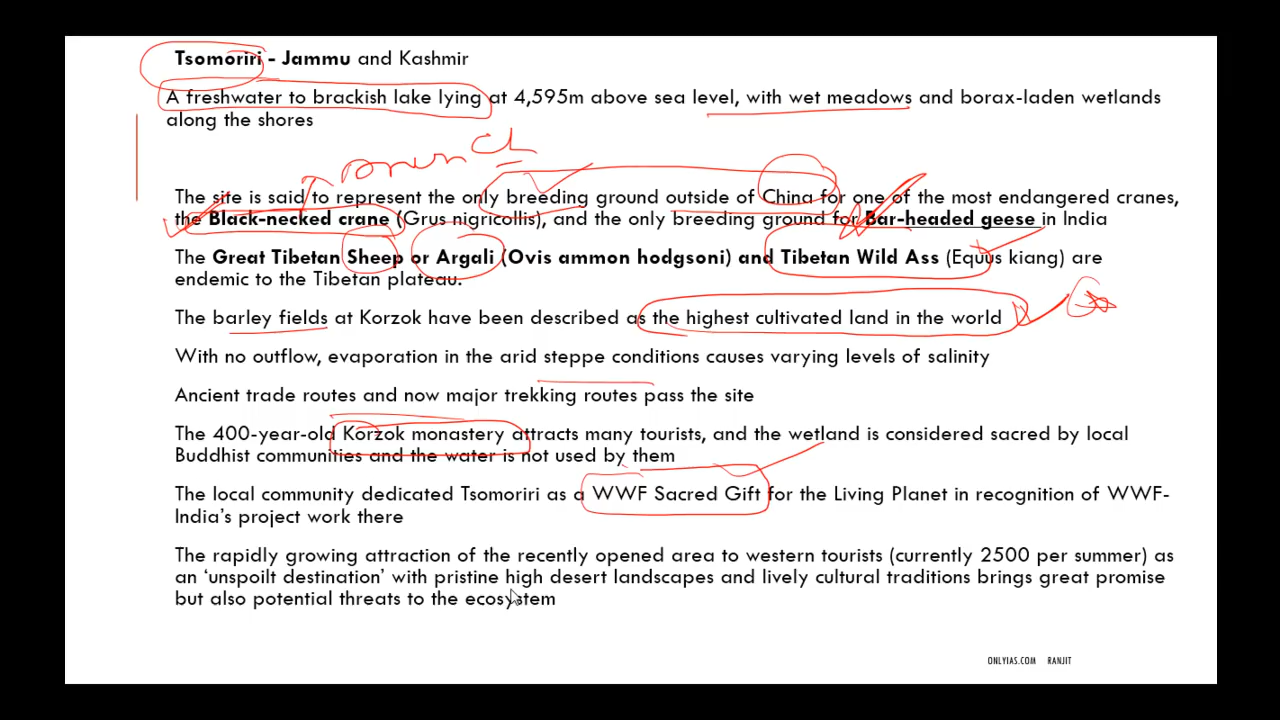 Tsomoriri - Jammu and Kashmir
A freshwater to brackish lake lying at 4,595m above sea level, with wet meadows and borax-laden wetlands
along the shores
The site is said to represent the only breeding ground outside of China for one of the most endangered cranes,
the Black-necked crane (Grus nigricollis), and the only breeding ground for Bar-headed geese in India
The Great Tibetan Sheep or Argali (Ovis ammon hodgsoni) and Tibetan Wild Ass (Equus kiang) are
endemic to the Tibetan plateau.
The barley fields at Korzok have been described as the highest cultivated land in the world
With no outflow, evaporation in the arid steppe conditions causes varying levels of salinity
Ancient trade routes and now major trekking routes pass the site
The 400-year-old Korzok monastery attracts many tourists, and the wetland is considered sacred by local
Buddhist communities and the water is not used by them
The local community dedicated Tsomoriri as a WWF Sacred Gift for the Living Planet in recognition of WWF-
India's project work there
The rapidly growing attraction of the recently opened area to western tourists (currently 2500 per summer) as
an 'unspoilt destination' with pristine high desert landscapes and lively cultural traditions brings great promise
but also potential threats to the ecosystem
ONLYIAS.COM RANJIT